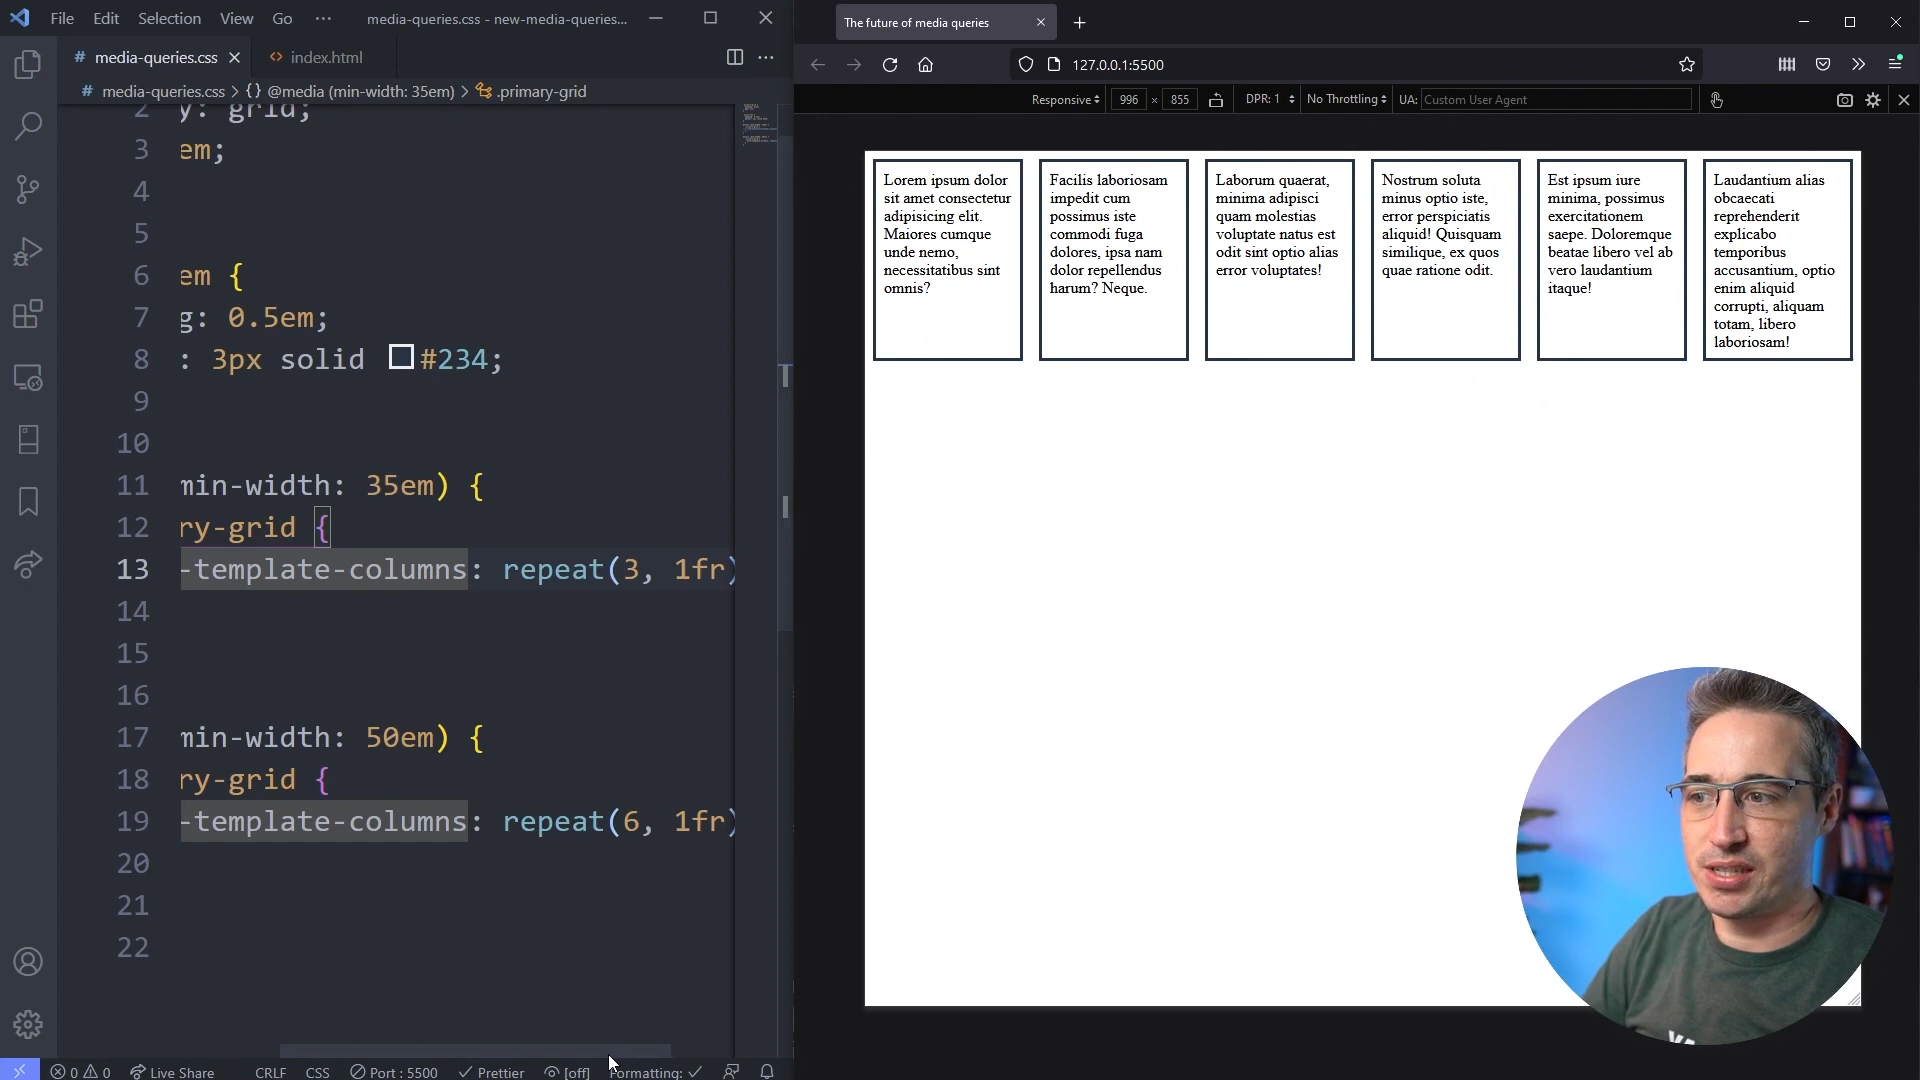 File Edit Selection View Go ··· media-queries.css - new-media-queries...
# media-queries.css index.html ···
# media-queries.css > {} @media (min-width: 35em) > .primary-grid
2 y: grid;
3 em;
4
5
6 em {
7 g: 0.5em;
8 : 3px solid #234;
9
10
11 min-width: 35em) {
12 ry-grid {
13 -template-columns: repeat(3, 1fr)
14
15
16
17 min-width: 50em) {
18 ry-grid {
19 -template-columns: repeat(6, 1fr)
20
21
22
0 0 Live Share CRLF CSS Port : 5500 Prettier [off] Formatting:
The future of media queries
127.0.0.1:5500
Responsive 996 × 855 DPR: 1 No Throttling UA: Custom User Agent
Lorem ipsum dolor
sit amet consectetur
adipisicing elit.
Maiores cumque
unde nemo,
necessitatibus sint
omnis?
Facilis laboriosam
impedit cum
possimus iste
commodi fuga
dolores, ipsa nam
dolor repellendus
harum? Neque.
Laborum quaerat,
minima adipisci
quam molestias
voluptate natus est
odit sint optio alias
error voluptates!
Nostrum soluta
minus optio iste,
error perspiciatis
aliquid! Quisquam
similique, ex quos
quae ratione odit.
Est ipsum iure
minima, possimus
exercitationem
saepe. Doloremque
beatae libero vel ab
vero laudantium
itaque!
Laudantium alias
obcaecati
reprehenderit
explicabo
temporibus
accusantium, optio
enim aliquid
corrupti, aliquam
totam, libero
laboriosam!